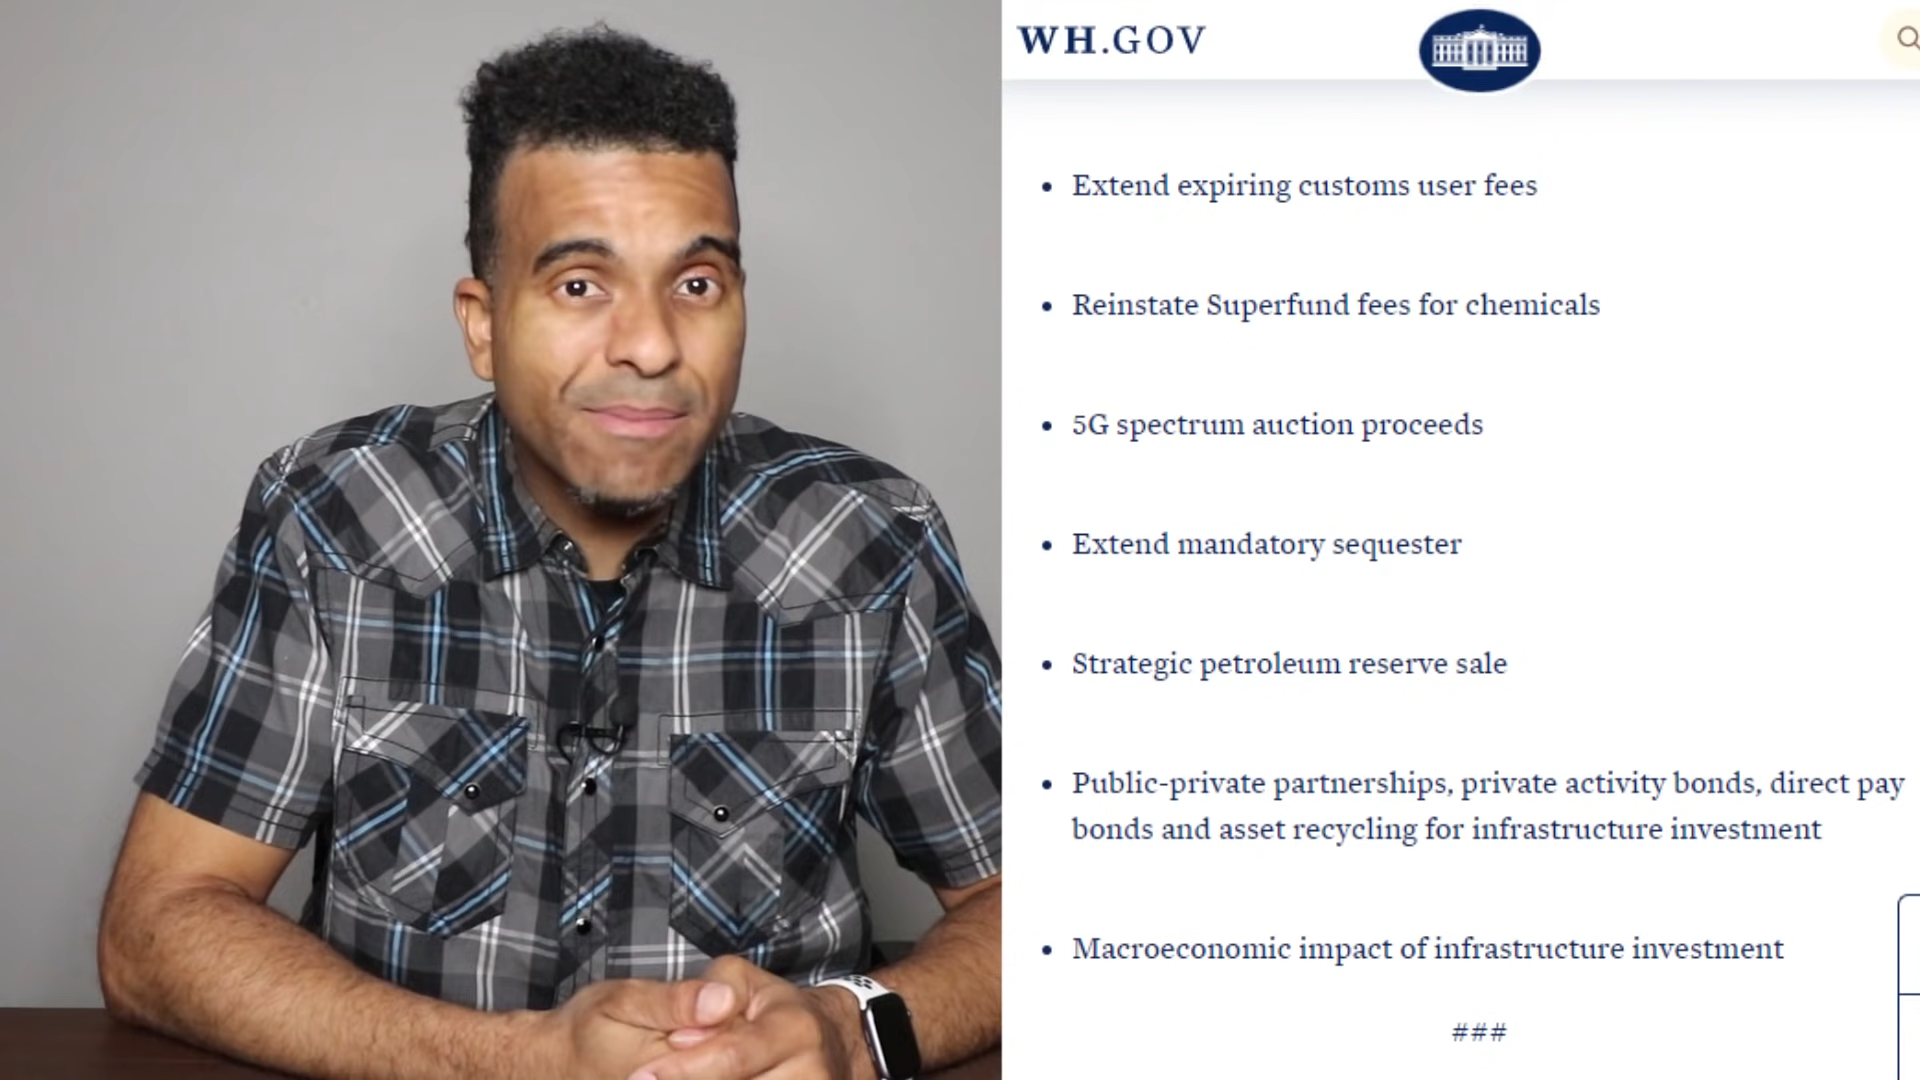 WH.GOV
• Extend expiring customs user fees
• Reinstate Superfund fees for chemicals
• 5G spectrum auction proceeds
• Extend mandatory sequester
• Strategic petroleum reserve sale
• Public-private partnerships, private activity bonds, direct pay
bonds and asset recycling for infrastructure investment
• Macroeconomic impact of infrastructure investment
###